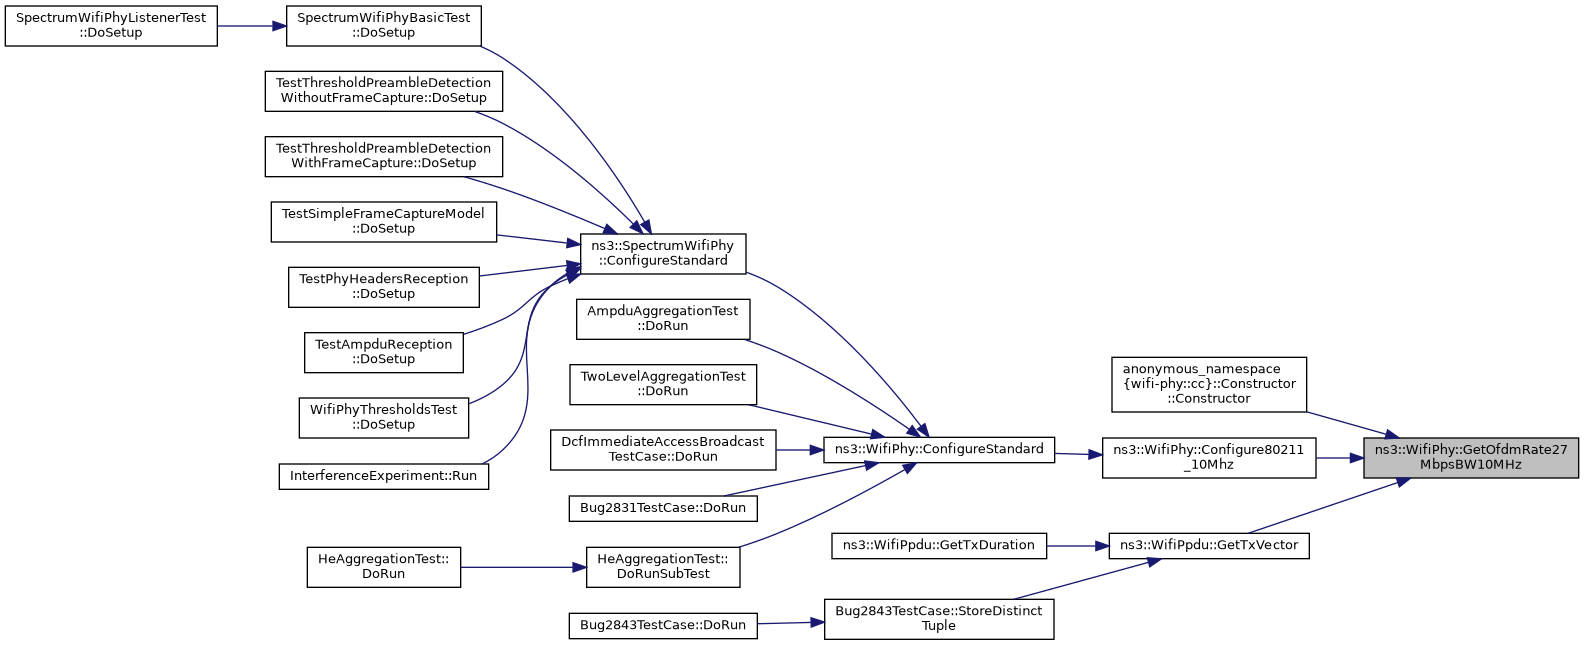 SpectrumWifiPhyListenerTest
::DoSetup
SpectrumWifiPhyBasicTest
::DoSetup
TestThresholdPreambleDetection
WithoutFrameCapture::DoSetup
TestThresholdPreambleDetection
WithFrameCapture::DoSetup
TestSimpleFrameCaptureModel
::DoSetup
ns3::SpectrumWifiPhy
::ConfigureStandard
TestPhyHeadersReception
::DoSetup
AmpduAggregationTest
::DoRun
TestAmpduReception
::DoSetup
TwoLevelAggregationTest
::DoRun
anonymous_namespace
{wifi-phy::cc}::Constructor
::Constructor
WifiPhyThresholdsTest
::DoSetup
DcfImmediateAccessBroadcast
TestCase::DoRun
ns3::WifiPhy::ConfigureStandard
ns3::WifiPhy::Configure80211
_10Mhz
ns3::WifiPhy::GetOfdmRate27
MbpsBW10MHz
InterferenceExperiment::Run
Bug2831TestCase::DoRun
ns3::WifiPpdu::GetTxDuration
ns3::WifiPpdu::GetTxVector
HeAggregationTest::
DoRun
HeAggregationTest::
DoRunSubTest
Bug2843TestCase::DoRun
Bug2843TestCase::StoreDistinct
Tuple